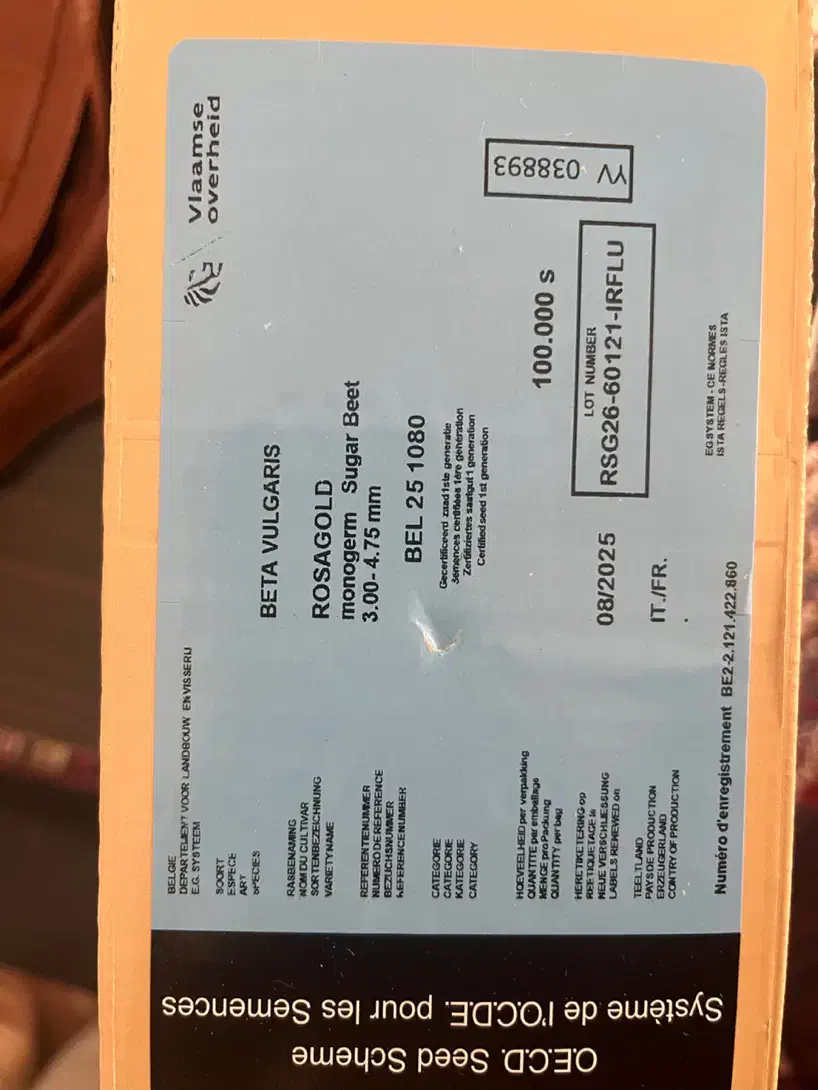 O.E.C.D. Seed Scheme
Système de l'O.C.D.E. pour les Semences
Vlaamse
overheid
BELGIE
DEPARTEMENT VOOR LANDBOUW EN VISSERIJ
E.G. SYSTEEM
SOORT
ESPECE
ART
SPECIES
BETA VULGARIS
RASBENAMING
NOM DU CULTIVAR
SORTENBEZEICHNUNG
VARIETY NAME
ROSAGOLD
monogerm Sugar Beet
3.00- 4.75 mm
REFERENTIENUMMER
NUMERO DE REFERENCE
BEZUCHSNUMMER
REFERENCE NUMBER
BEL 25 1080
CATEGORIE
CATEGORIE
KATEGORIE
CATEGORY
Gecertificeerd zaad 1ste generatie
Semences certifiées 1ère génération
Zertifiziertes saatgut 1 generation
Certified seed 1st generation
YV 038893
HOEVEELHEID per verpakking
QUANTITE per emballage
MENGE pro Packung
QUANTITY per bag
100.000 s
HERETIKETERING op
REETIQUETAGE le
NEUE VERSCHLIESSUNG
LABELS RENEWED on
08/2025
LOT NUMBER
RSG26-60121-IRFLU
TEELTLAND
PAYS DE PRODUCTION
ERZEUGERLAND
CONTRY OF PRODUCTION
IT./FR.
EG SYSTEM - CE NORMES
ISTA REGELS -REGLES ISTA
Numéro d'enregistrement BE2-2.121.422.860